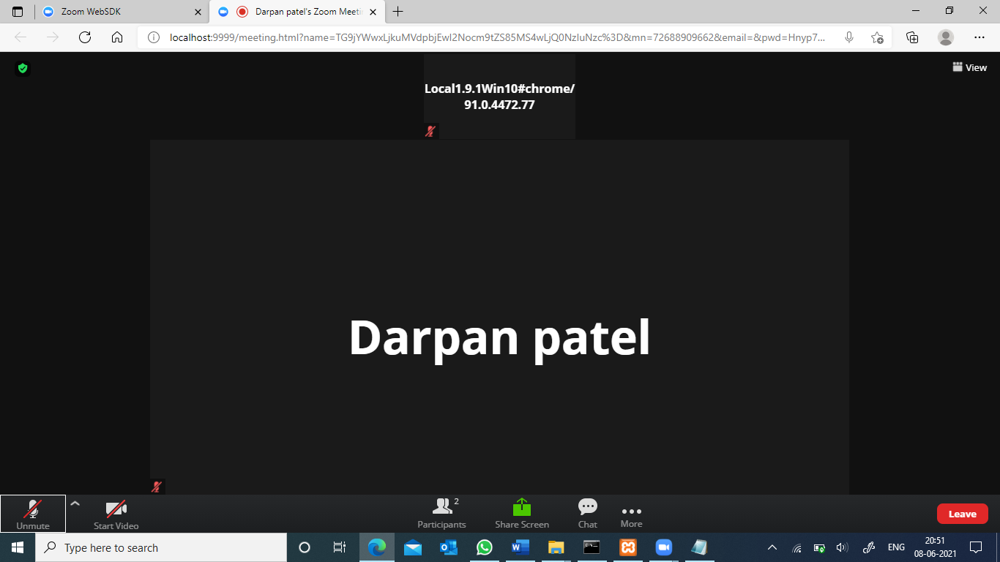 Zoom WebSDK
Darpan patel's Zoom Meeti
localhost:9999/meeting.html?name=TG9jYWwxLjkuMVdpbjEwI2Nocm9tZS85MS4wLjQ0NzIuNzc%3D&mn=72688909662&email=&pwd=Hnyp7...
View
Local1.9.1Win10#chrome/
91.0.4472.77
Darpan patel
Unmute
Start Video
Participants
2
Share Screen
Chat
More
Leave
Type here to search
ENG
20:51
08-06-2021